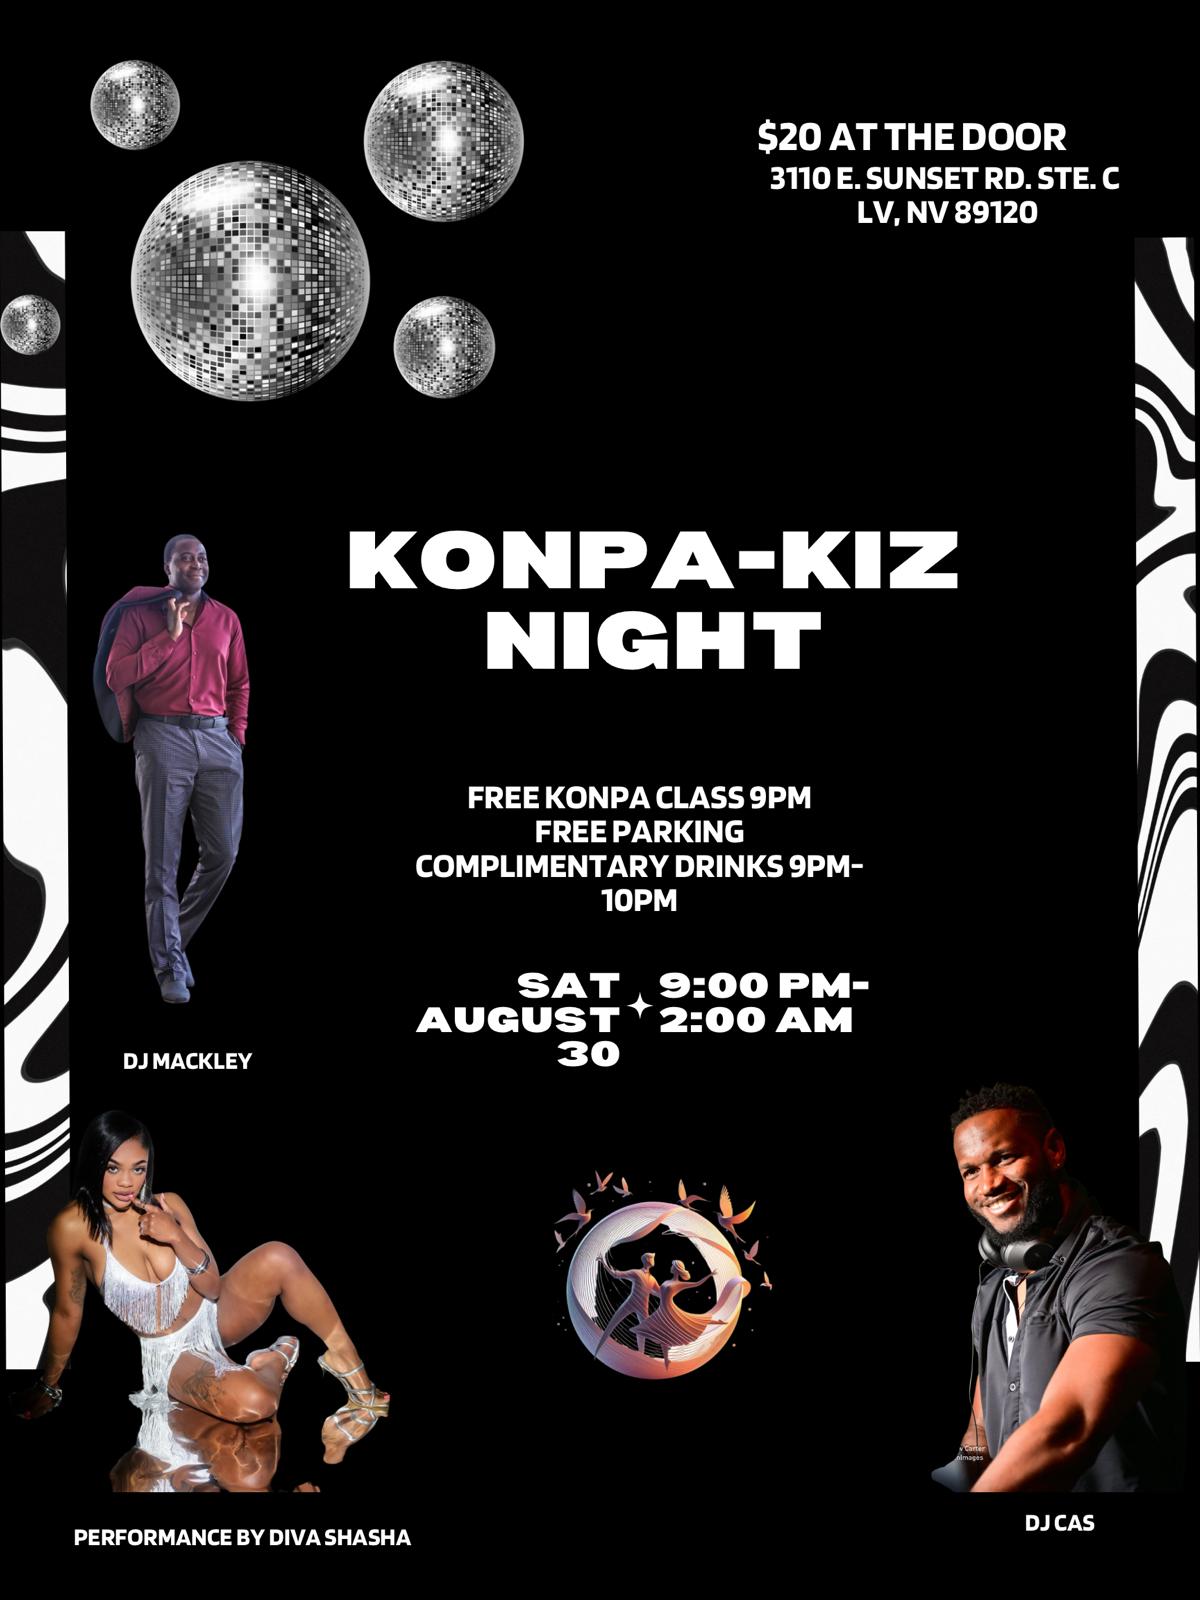 $20 AT THE DOOR
3110 E. SUNSET RD. STE. C
LV, NV 89120
KONPA-KIZ
NIGHT
FREE KONPA CLASS 9PM
FREE PARKING
COMPLIMENTARY DRINKS 9PM-
10PM
SAT
AUGUST
30
9:00 PM-
2:00 AM
DJ MACKLEY
Carter
PERFORMANCE BY DIVA SHASHA
DJ CAS